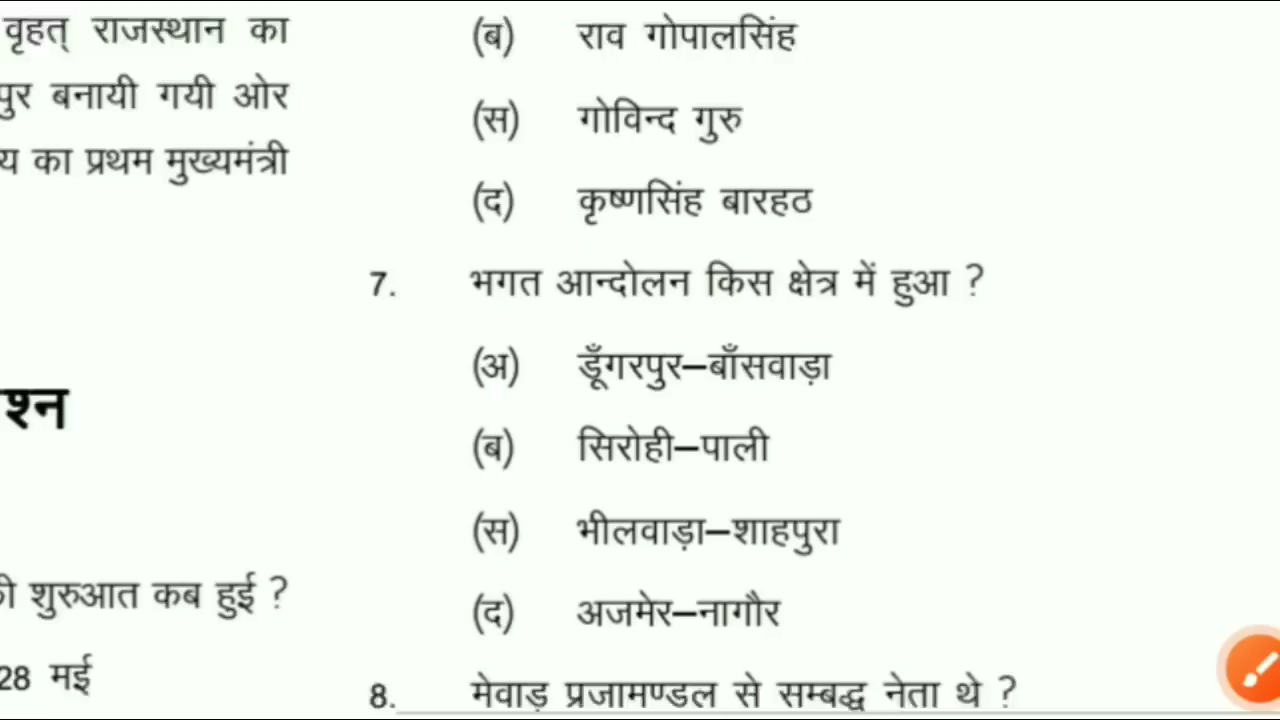 वृहत् राजस्थान का
पुर बनायी गयी ओर
य का प्रथम मुख्यमंत्री
श्न
शुरुआत कब हुई ?
28 मई
(ब) राव गोपालसिंह
(स) गोविन्द गुरु
(द) कृष्णसिंह बारहठ
7. भगत आन्दोलन किस क्षेत्र में हुआ ?
(अ) डूँगरपुर–बाँसवाड़ा
(ब) सिरोही–पाली
(स) भीलवाड़ा–शाहपुरा
(द) अजमेर–नागौर
8. मेवाड़ प्रजामण्डल से सम्बद्ध नेता थे ?